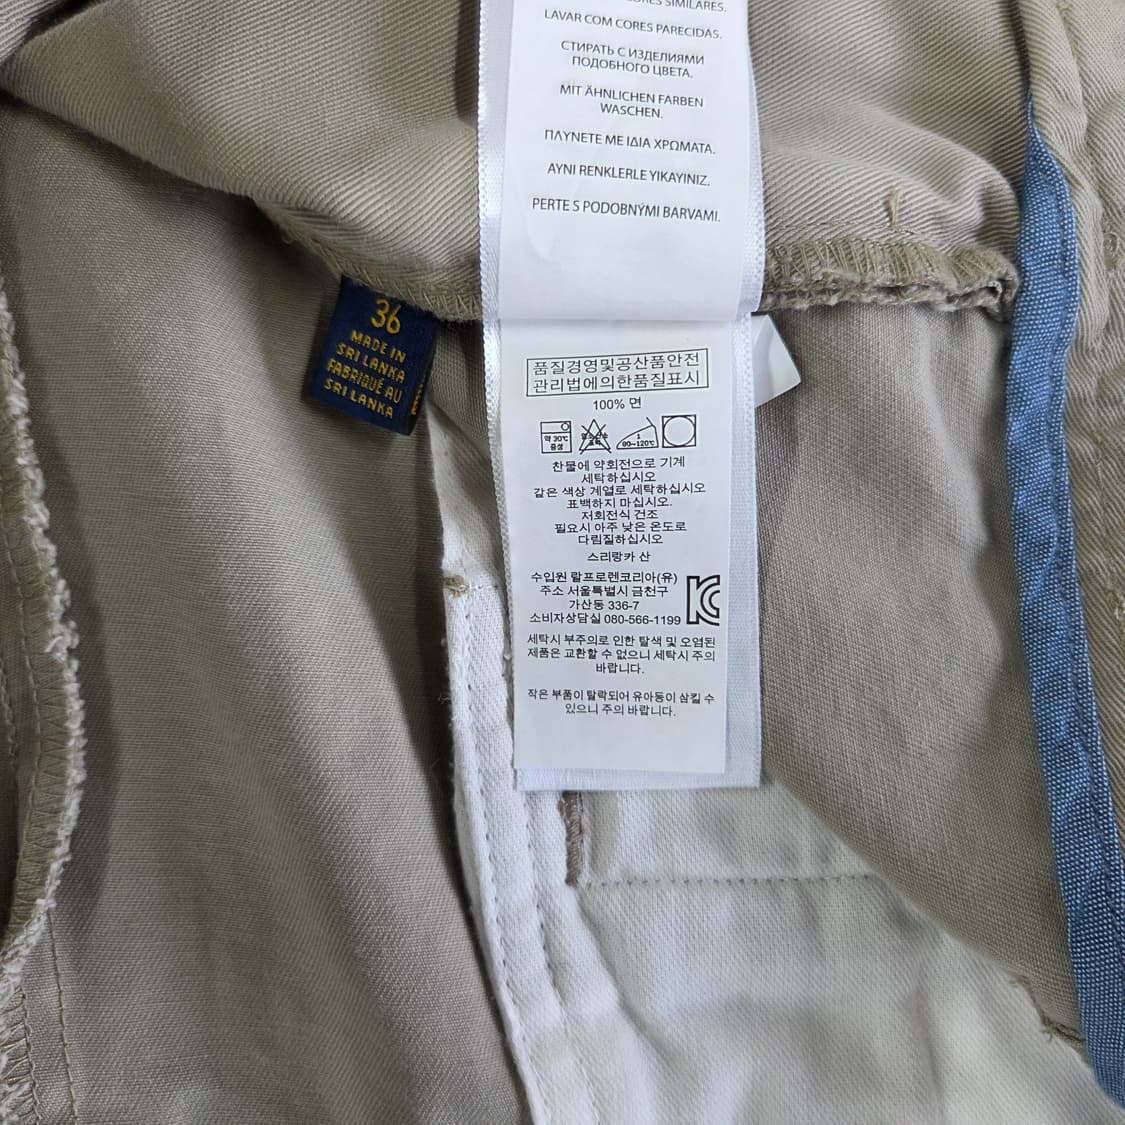 CORES SIMILARES.
LAVAR COM CORES PARECIDAS.
СТИРАТЬ С ИЗДЕЛИЯМИ
ПОДОБНОГО ЦВЕТА.
MIT ÄHNLICHEN FARBEN
WASCHEN.
ΠΛΥΝΕΤΕ ΜΕ ΙΔΙΑ ΧΡΩΜΑΤΑ.
AYNI RENKLERLE YIKAYINIZ.
PERTE S PODOBNÝMI BARVAMI.
36
MADE IN
SRI LANKA
FABRIQUÉ AU
SRI LANKA
품질경영및공산품안전
관리법에의한품질표시
100% 면
약 30℃
중성
80~120℃
찬물에 약회전으로 기계
세탁하십시오
같은 색상 계열로 세탁하십시오
표백하지 마십시오.
저회전식 건조
필요시 아주 낮은 온도로
다림질하십시오
스리랑카 산
수입원 랄프로렌코리아(유)
주소 서울특별시 금천구
가산동 336-7
소비자상담실 080-566-1199
세탁시 부주의로 인한 탈색 및 오염된
제품은 교환할 수 없으니 세탁시 주의
바랍니다.
작은 부품이 탈락되어 유아동이 삼킬 수
있으니 주의 바랍니다.